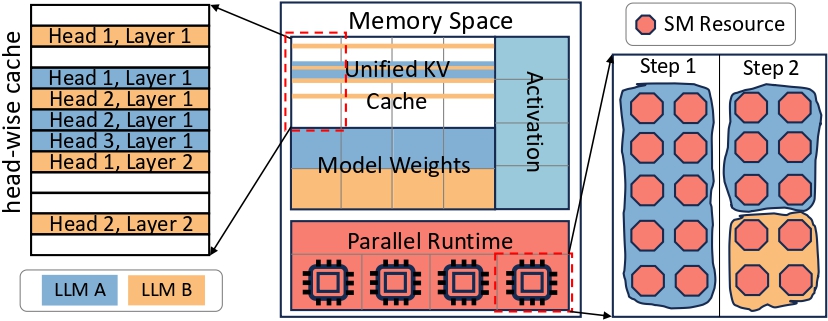 head-wise cache
Head 1, Layer 1
Head 1, Layer 1
Head 2, Layer 1
Head 2, Layer 1
Head 3, Layer 1
Head 1, Layer 2
Head 2, Layer 2
LLM A
LLM B
Memory Space
Unified KV
Cache
Activation
Model Weights
Parallel Runtime
SM Resource
Step 1
Step 2